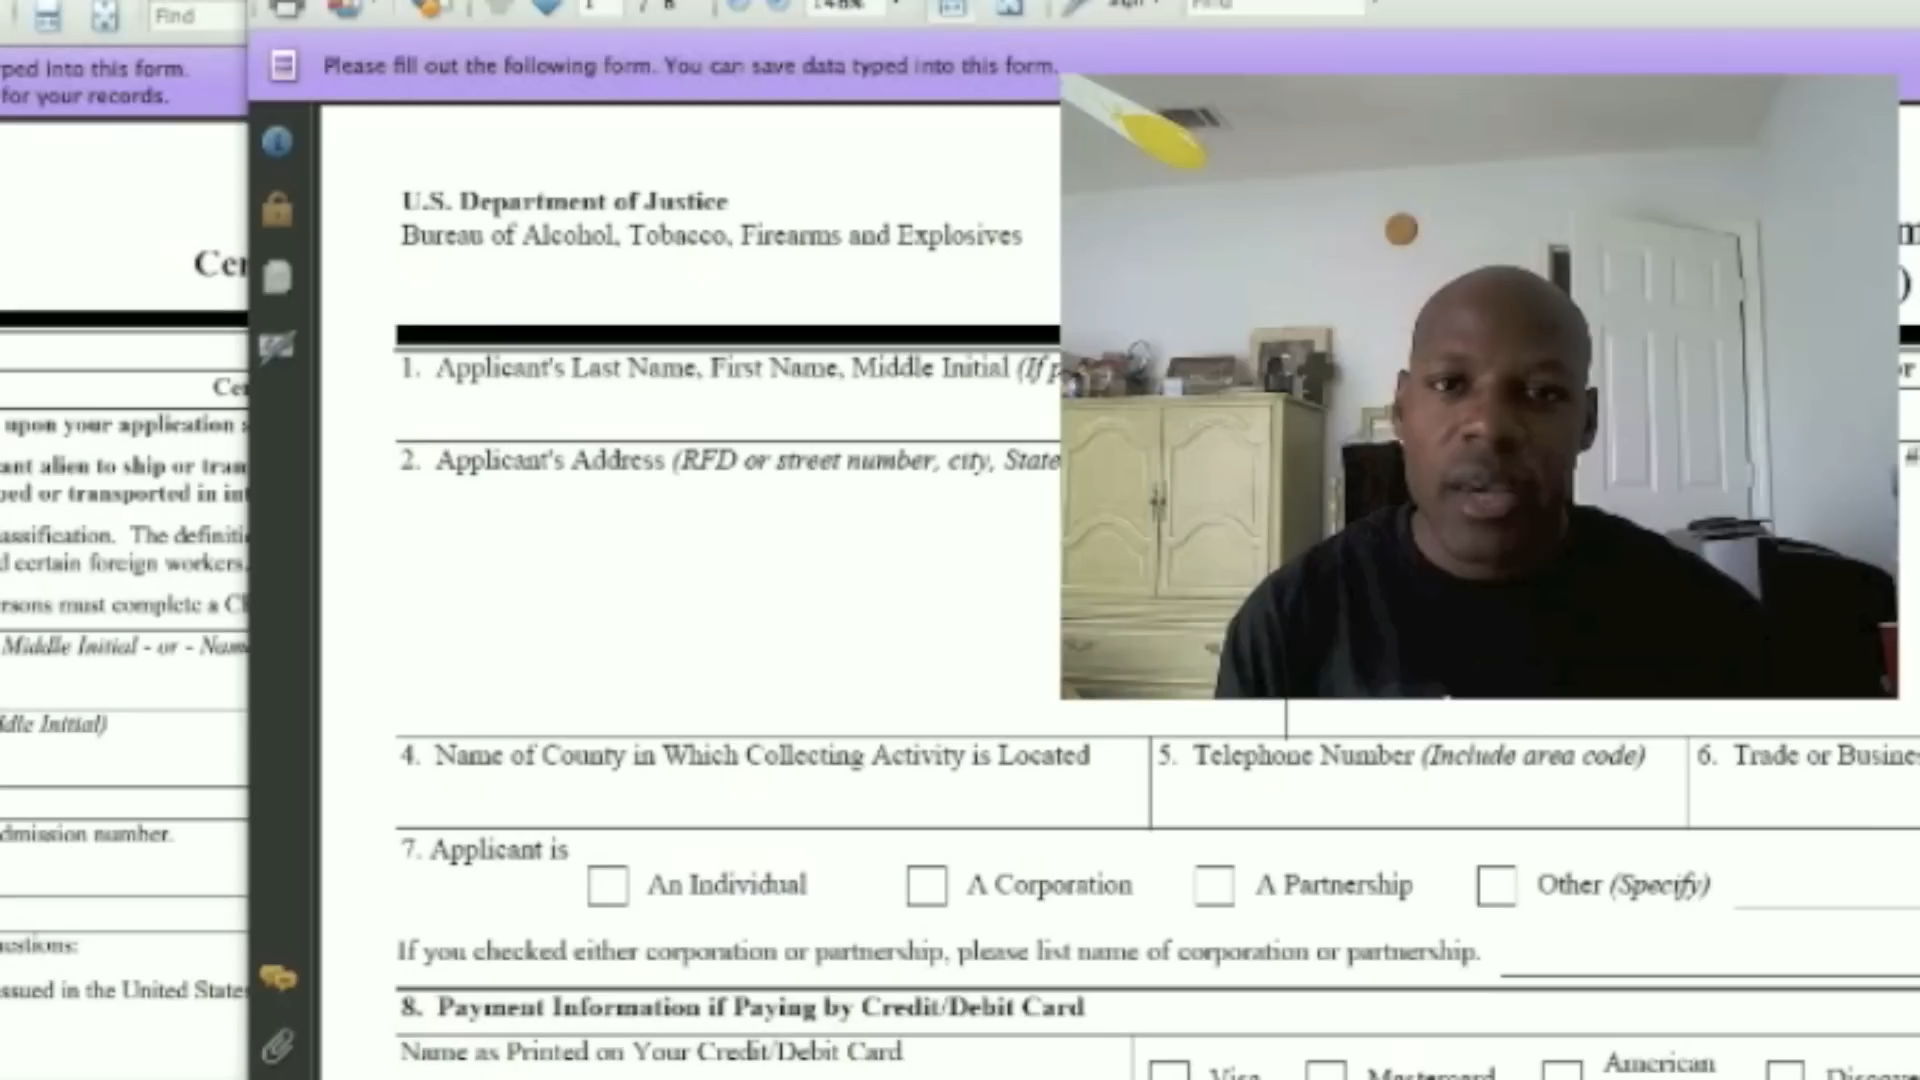 Find
ped into this form.
for your records.
Please fill out the following form. You can save data typed into this form.
U.S. Department of Justice
Bureau of Alcohol, Tobacco, Firearms and Explosives
1. Applicant's Last Name, First Name, Middle Initial (If p
2. Applicant's Address (RFD or street number, city, State
4. Name of County in Which Collecting Activity is Located
5. Telephone Number (Include area code)
6. Trade or Busine
7. Applicant is
An Individual
A Corporation
A Partnership
Other (Specify)
If you checked either corporation or partnership, please list name of corporation or partnership.
8. Payment Information if Paying by Credit/Debit Card
Name as Printed on Your Credit/Debit Card
Visa
Mastercard
American
Discove
Cer
Cer
upon your application
ant alien to ship or tran
ped or transported in int
assification. The definiti
d certain foreign workers.
rsons must complete a C
Middle Initial - or - Nam
ddle Initial)
dmission number.
estions:
ssued in the United State